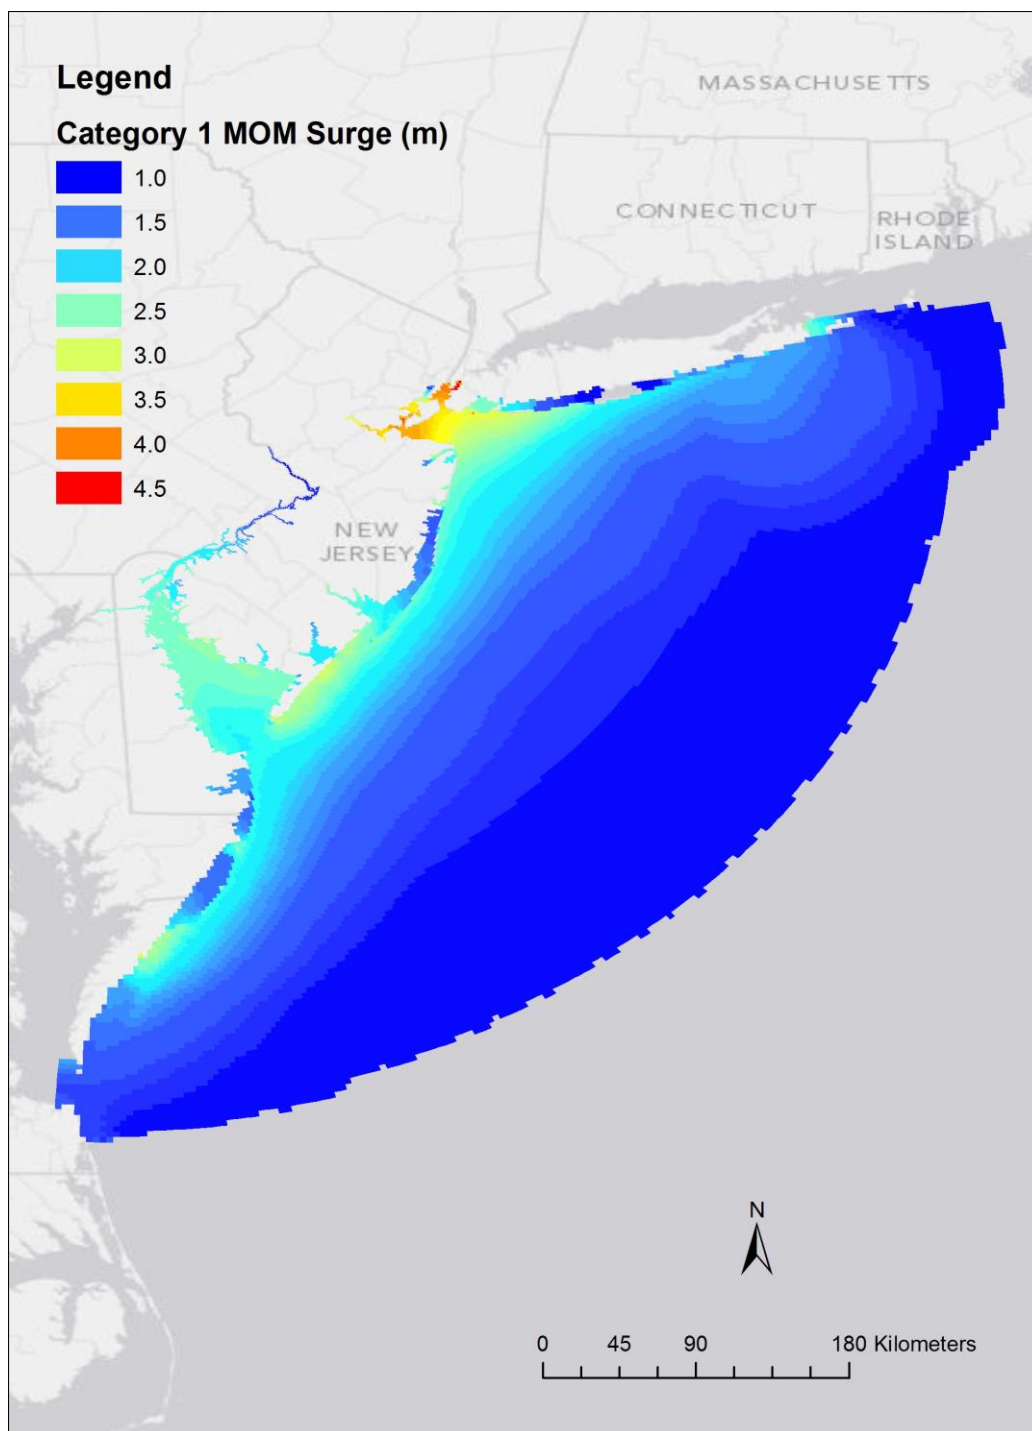 Legend
Category 1 MOM Surge (m)
1.0
1.5
2.0
2.5
3.0
3.5
4.0
4.5
MASSACHUSETTS
CONNECTICUT
RHODE
ISLAND
NEW
JERSEY
N
0 45 90 180 Kilometers